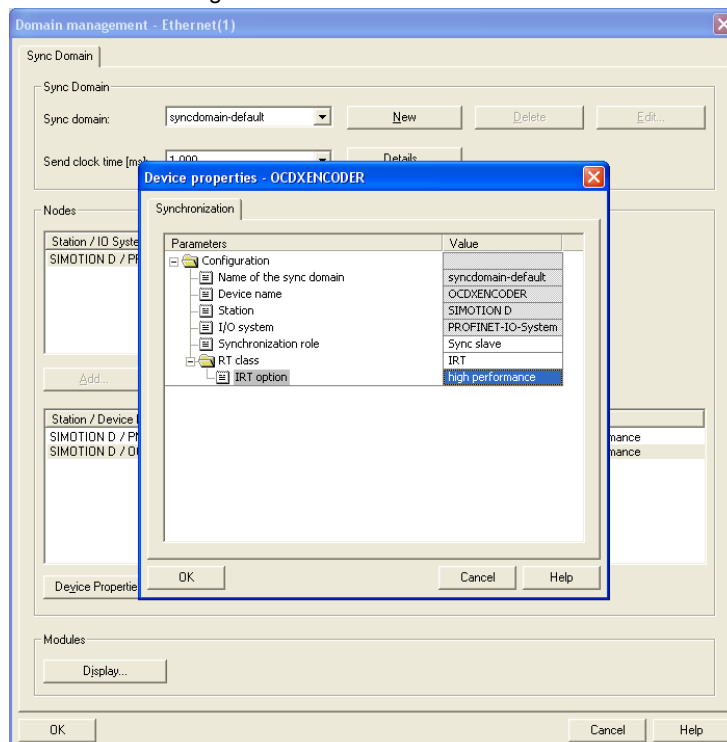 Domain management - Ethernet(1)
Sync Domain
Sync Domain
Sync domain:
syncdomain-default
New
Delete
Edit...
Send clock time [ms]:
1.000
Details
Device properties - OCDXENCODER
Synchronization
Parameters Value
Configuration
Name of the sync domain syncdomain-default
Device name OCDXENCODER
Station SIMOTION D
I/O system PROFINET-IO-System
Synchronization role Sync slave
RT class IRT
IRT option high performance
OK
Cancel
Help
Nodes
Station / IO Syste
SIMOTION D / PR
Add...
Station / Device
SIMOTION D / PN mance
SIMOTION D / O mance
Device Propertie
Modules
Display...
OK
Cancel
Help